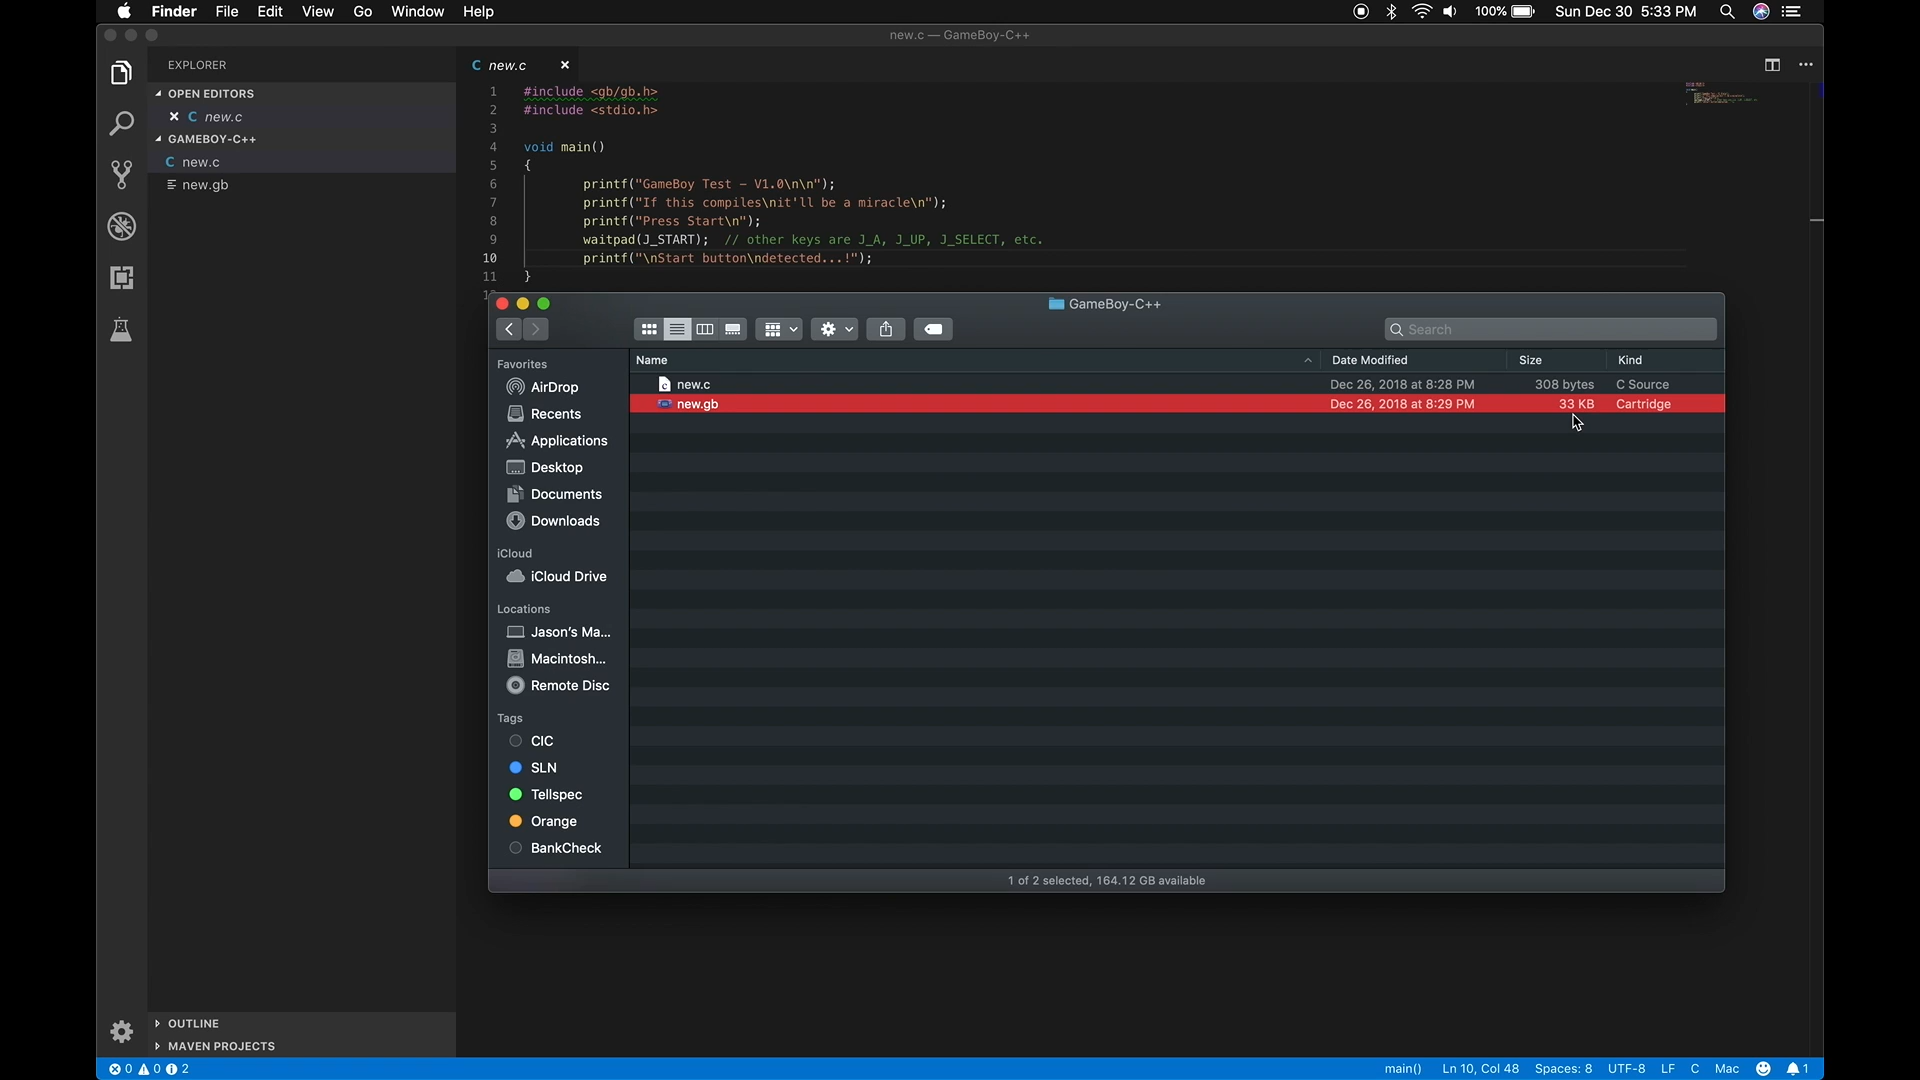 Finder File Edit View Go Window Help
100% Sun Dec 30 5:33 PM
new.c — GameBoy-C++
EXPLORER
OPEN EDITORS
C new.c
GAMEBOY-C++
C new.c
new.gb
C new.c
1 #include <gb/gb.h>
2 #include <stdio.h>
3
4 void main()
5 {
6 printf("GameBoy Test – V1.0\n\n");
7 printf("If this compiles\nit'll be a miracle\n");
8 printf("Press Start\n");
9 waitpad(J_START); // other keys are J_A, J_UP, J_SELECT, etc.
10 printf("\nStart button\ndetected...!");
11 }
GameBoy-C++
Search
Favorites
AirDrop
Recents
Applications
Desktop
Documents
Downloads
iCloud
iCloud Drive
Locations
Jason's Ma...
Macintosh...
Remote Disc
Tags
CIC
SLN
Tellspec
Orange
BankCheck
Name Date Modified Size Kind
new.c Dec 26, 2018 at 8:28 PM 308 bytes C Source
new.gb Dec 26, 2018 at 8:29 PM 33 KB Cartridge
1 of 2 selected, 164.12 GB available
OUTLINE
MAVEN PROJECTS
0 0 2
main() Ln 10, Col 48 Spaces: 8 UTF-8 LF C Mac 1